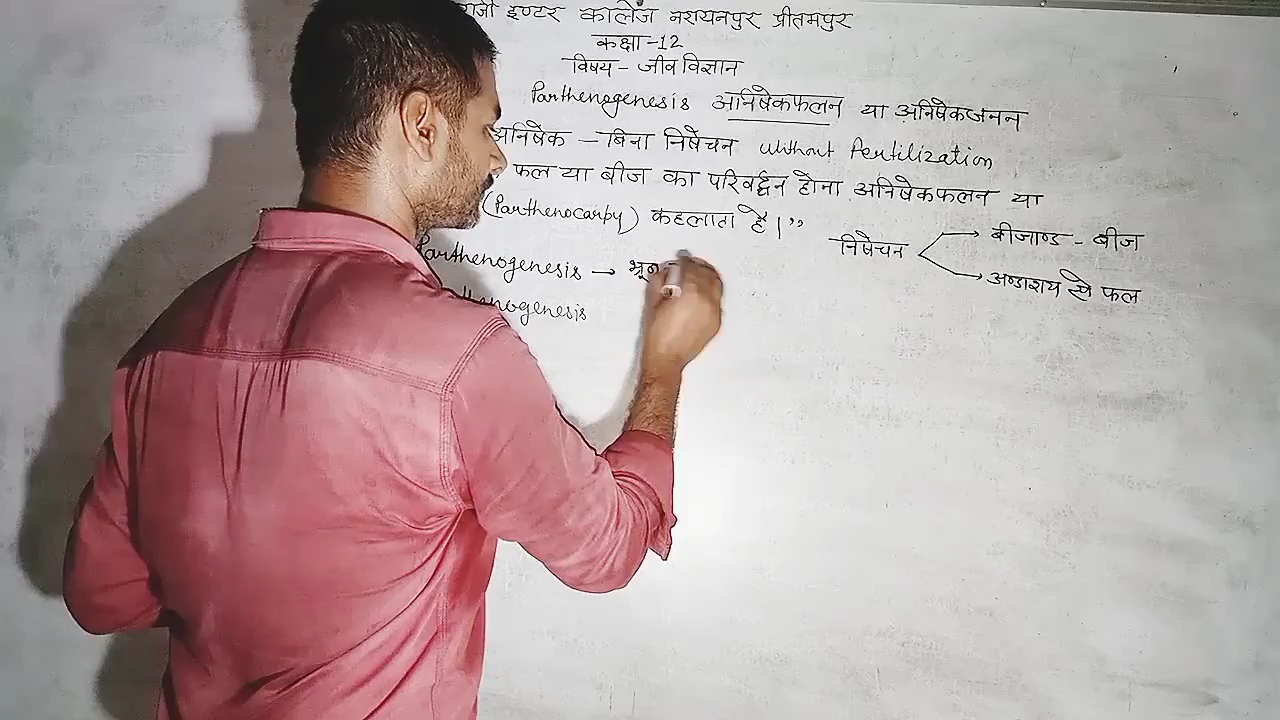 इण्टर कालेज नरायनपुर प्रीतमपुर
कक्षा-12
विषय - जीव विज्ञान
Parthenogenesis अनिषेकफलन या अनिषेकजनन
अनिषेक - बिना निषेचन without fertilization
फल या बीज का परिवर्द्धन होना अनिषेकफलन या
(Parthenocarpy) कहलाता है।"
निषेचन → बीजाण्ड - बीज
→ अण्डाशय से फल
Parthenogenesis → भ्रून
thenogenesis